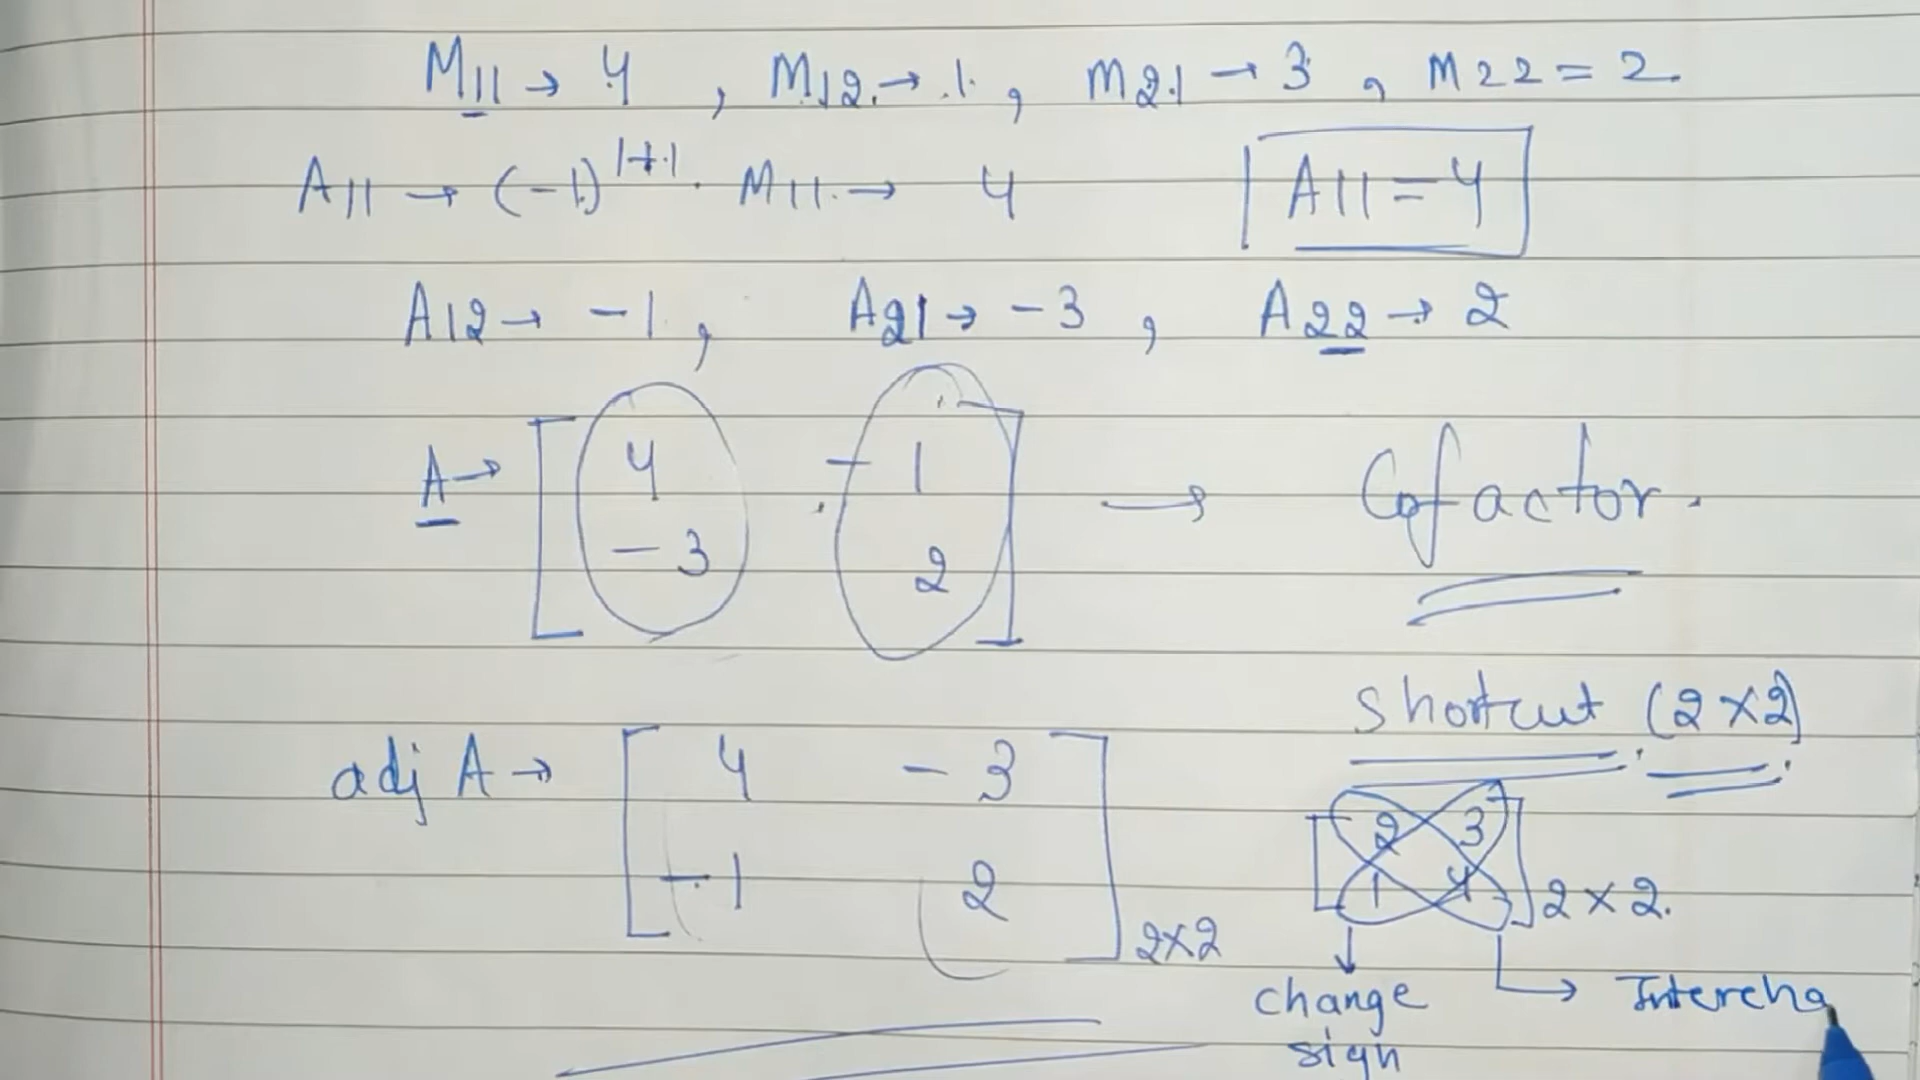 M11 → 4 , M12 → 1 , M21 → 3 , M22 = 2.
A11 → (-1)^1+1 . M11 → 4 A11 = 4
A12 → -1 , A21 → -3 , A22 → 2
A → [ 4 -1
-3 2 ] → Cofactor.
Shortcut (2×2)
adj A → [ 4 -3
-1 2 ] 2×2
[ 2 3
1 4 ] 2×2.
change sign
→ Intercha